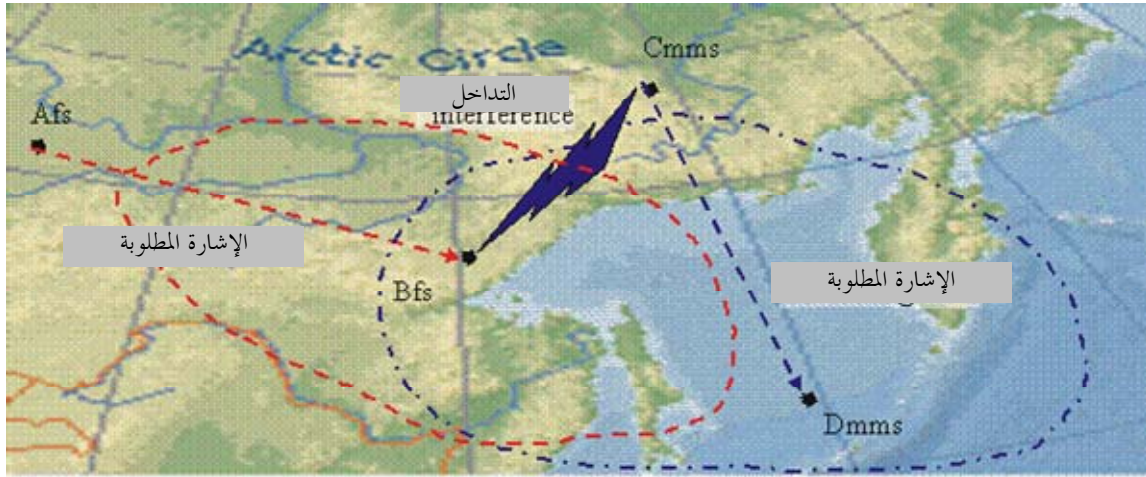 Arctic Circle
Cmms
التداخل
interference
Afs
الإشارة المطلوبة
Bfs
الإشارة المطلوبة
Dmms